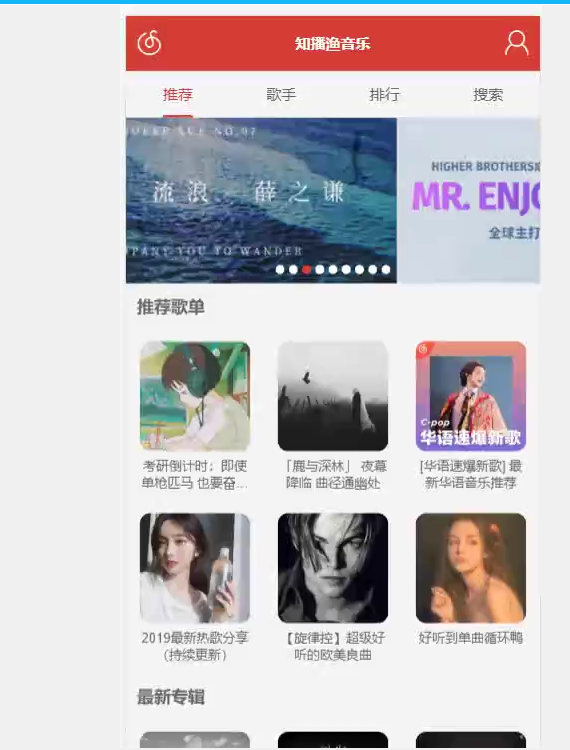 知播渔音乐
推荐 歌手 排行 搜索
JOKER XUE NO.07
流浪 薛之谦
COMPANY YOU TO WANDER
HIGHER BROTHERS
MR. ENJO
全球主打
推荐歌单
C-pop
华语速爆新歌
考研倒计时：即使
单枪匹马 也要奋...
「鹿与深林」 夜幕
降临 曲径通幽处
[华语速爆新歌] 最
新华语音乐推荐
2019最新热歌分享
（持续更新）
【旋律控】超级好
听的欧美良曲
好听到单曲循环鸭
最新专辑